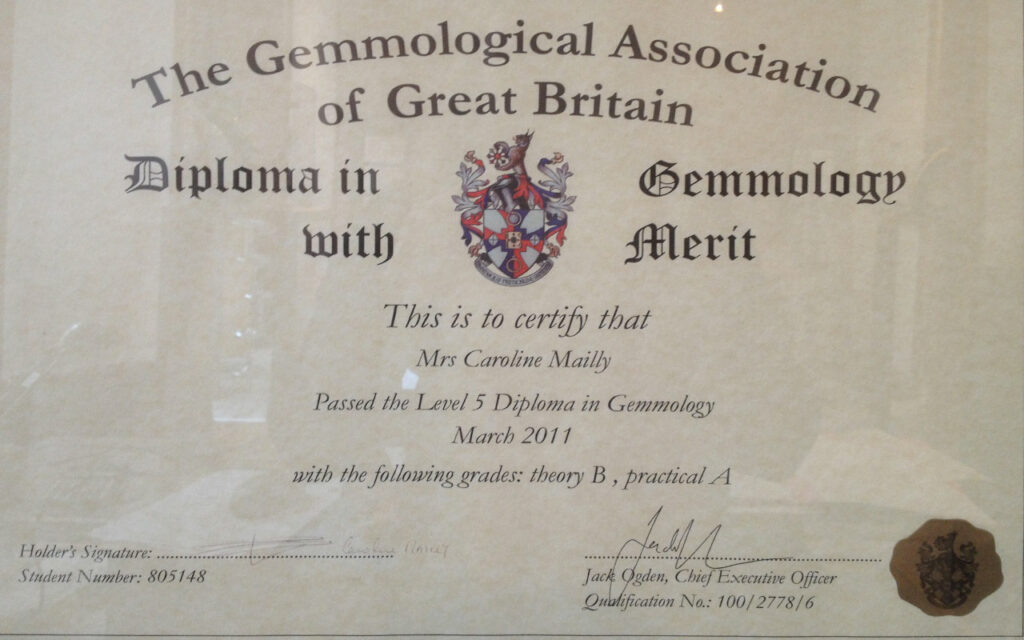 The Gemmological Association
of Great Britain
Diploma in Gemmology
with Merit
This is to certify that
Mrs Caroline Mailly
Passed the Level 5 Diploma in Gemmology
March 2011
with the following grades: theory B , practical A
Holder's Signature:
Student Number: 805148
Jack Ogden, Chief Executive Officer
Qualification No.: 100/2778/6